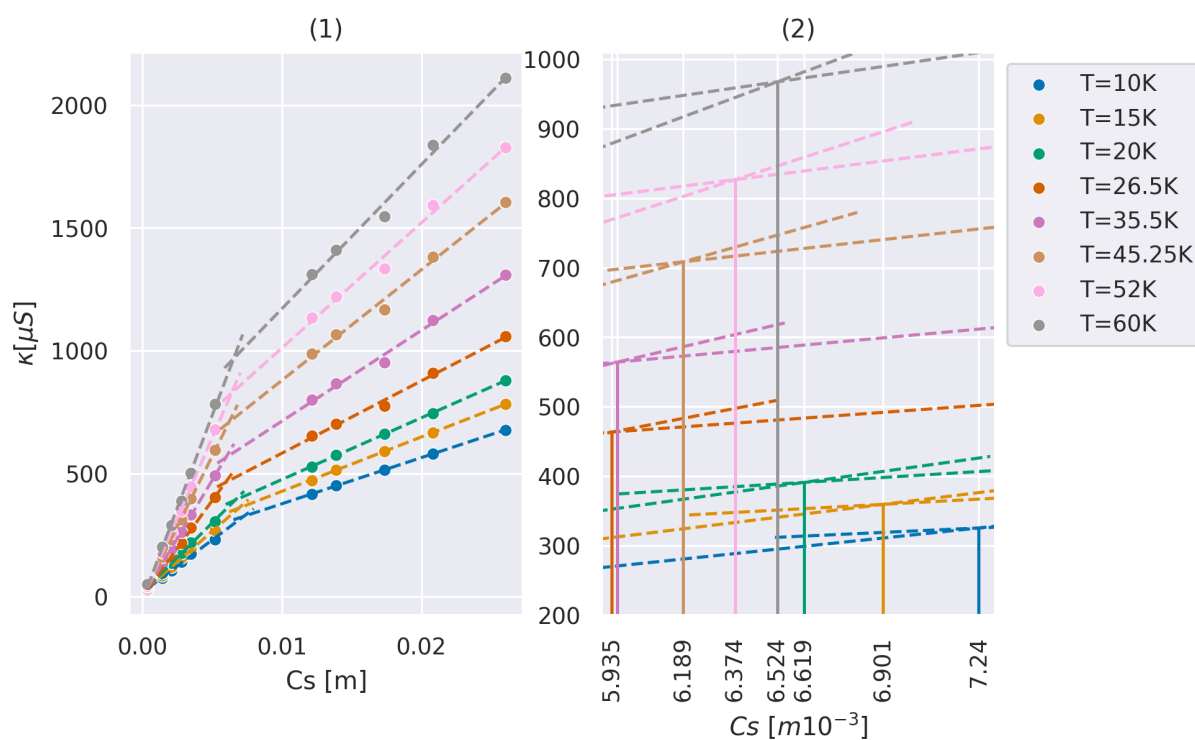 (1)
(2)
κ[μS]
2000
1500
1000
500
0
0.00
0.01
0.02
Cs [m]
1000
900
800
700
600
500
400
300
200
5.935
6.189
6.374
6.524
6.619
6.901
7.24
Cs [m10⁻³]
T=10K
T=15K
T=20K
T=26.5K
T=35.5K
T=45.25K
T=52K
T=60K